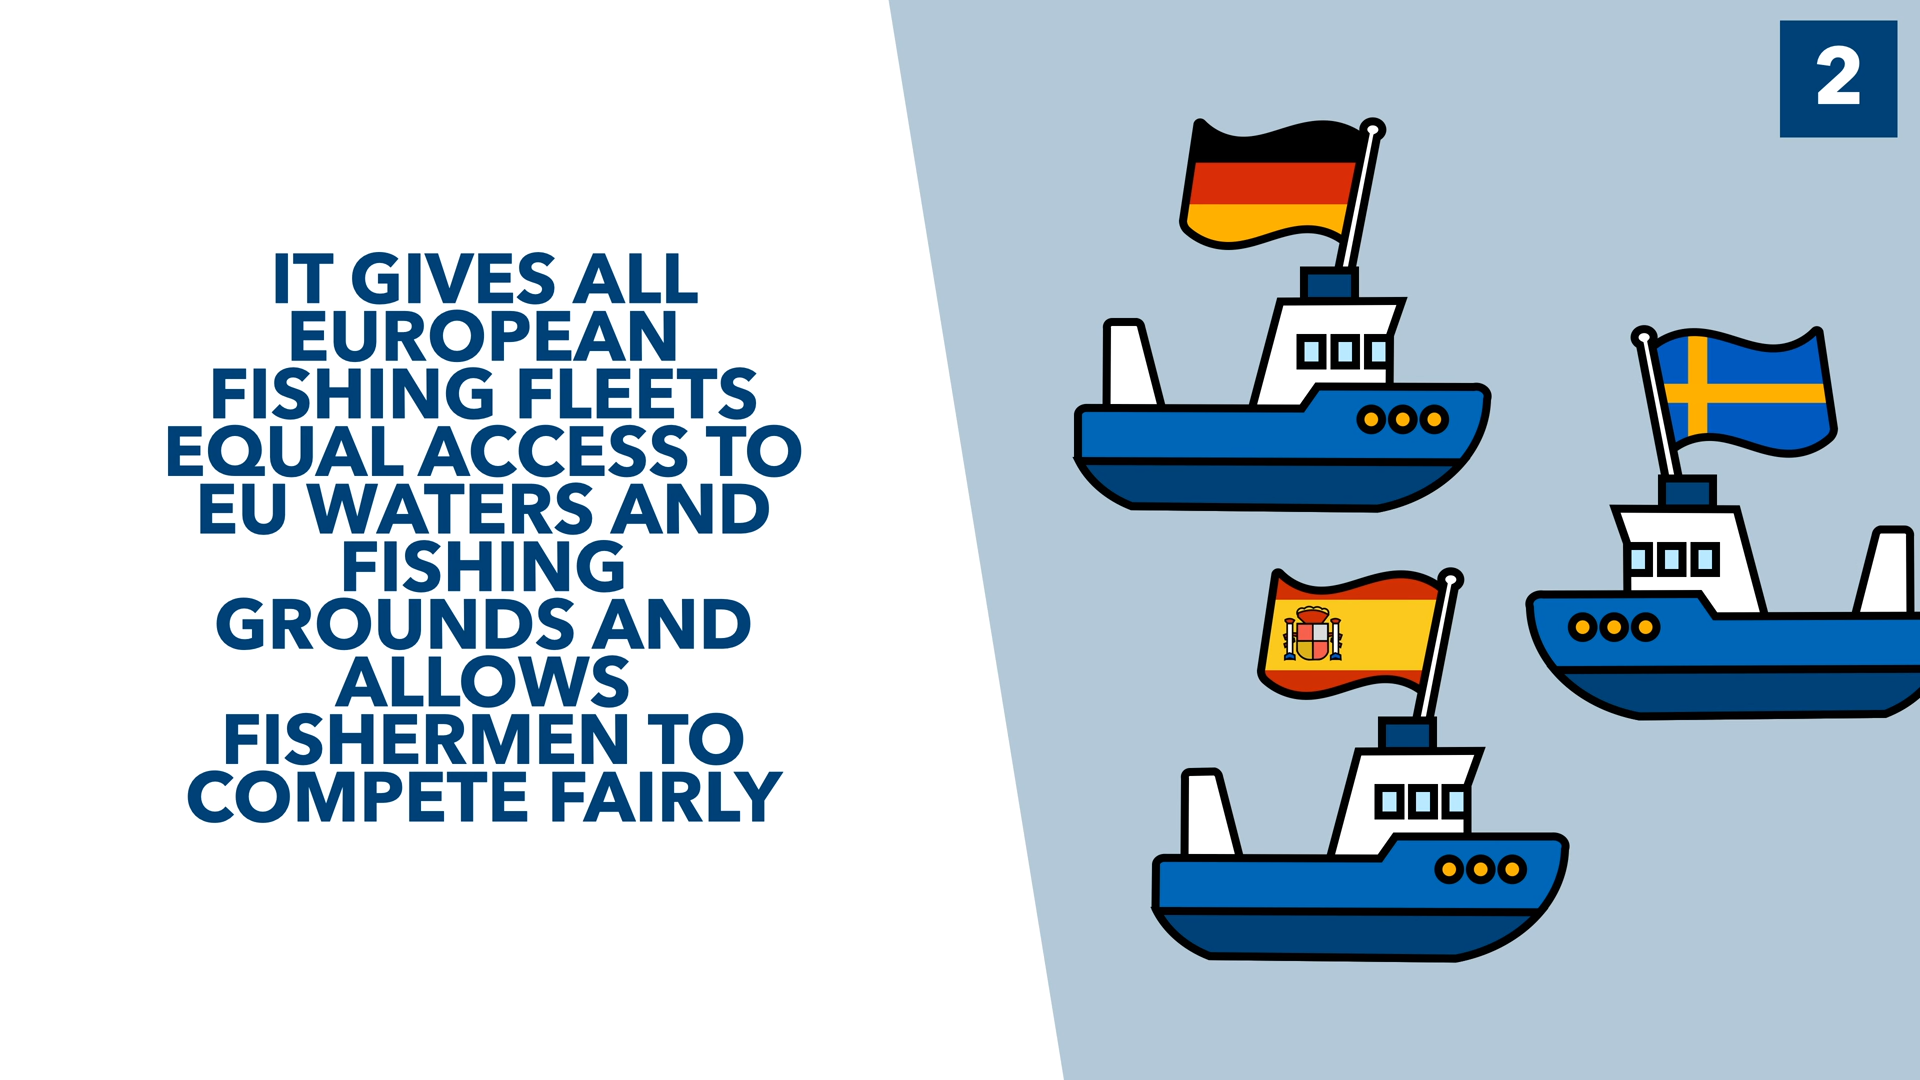 2
IT GIVES ALL
EUROPEAN
FISHING FLEETS
EQUAL ACCESS TO
EU WATERS AND
FISHING
GROUNDS AND
ALLOWS
FISHERMEN TO
COMPETE FAIRLY